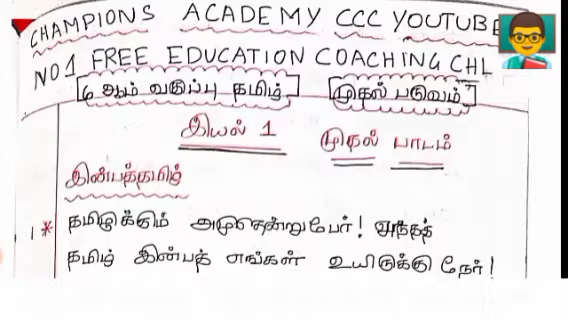 CHAMPIONS ACADEMY CCC YOUTUBE
NO1 FREE EDUCATION COACHING CHL
6 ஆம் வகுப்பு தமிழ் முதல் பருவம்
இயல் 1 முதல் பாடம்
இன்பத்தமிழ்
1 * தமிழுக்கும் அமுதென்றுபேர்! அந்தத்
தமிழ் இன்பத் எங்கள் உயிருக்கு நேர்!